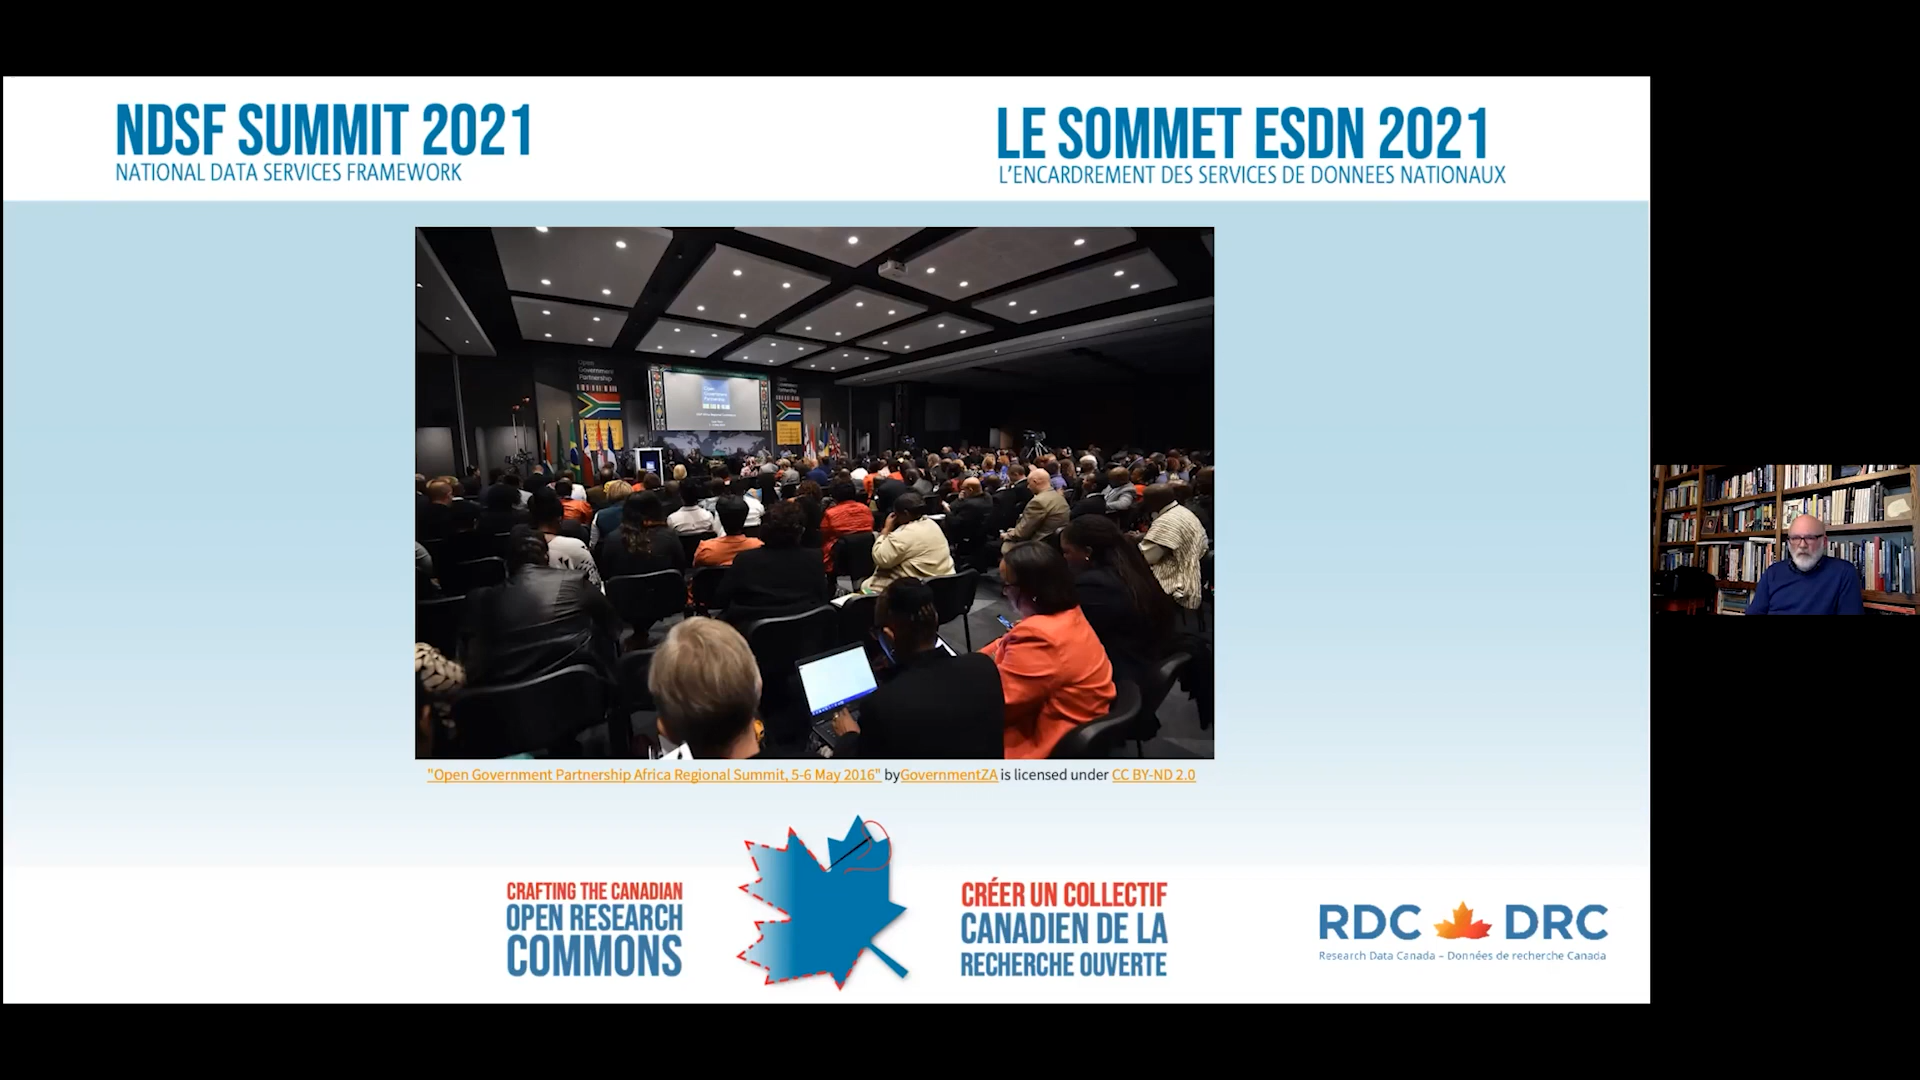 NDSF SUMMIT 2021
NATIONAL DATA SERVICES FRAMEWORK
LE SOMMET ESDN 2021
L'ENCARDREMENT DES SERVICES DE DONNEES NATIONAUX
Open
Government
Partnership
"Open Government Partnership Africa Regional Summit, 5-6 May 2016" byGovernmentZA is licensed under CC BY-ND 2.0
CRAFTING THE CANADIAN
OPEN RESEARCH
COMMONS
CRÉER UN COLLECTIF
CANADIEN DE LA
RECHERCHE OUVERTE
RDC DRC
Research Data Canada – Données de recherche Canada